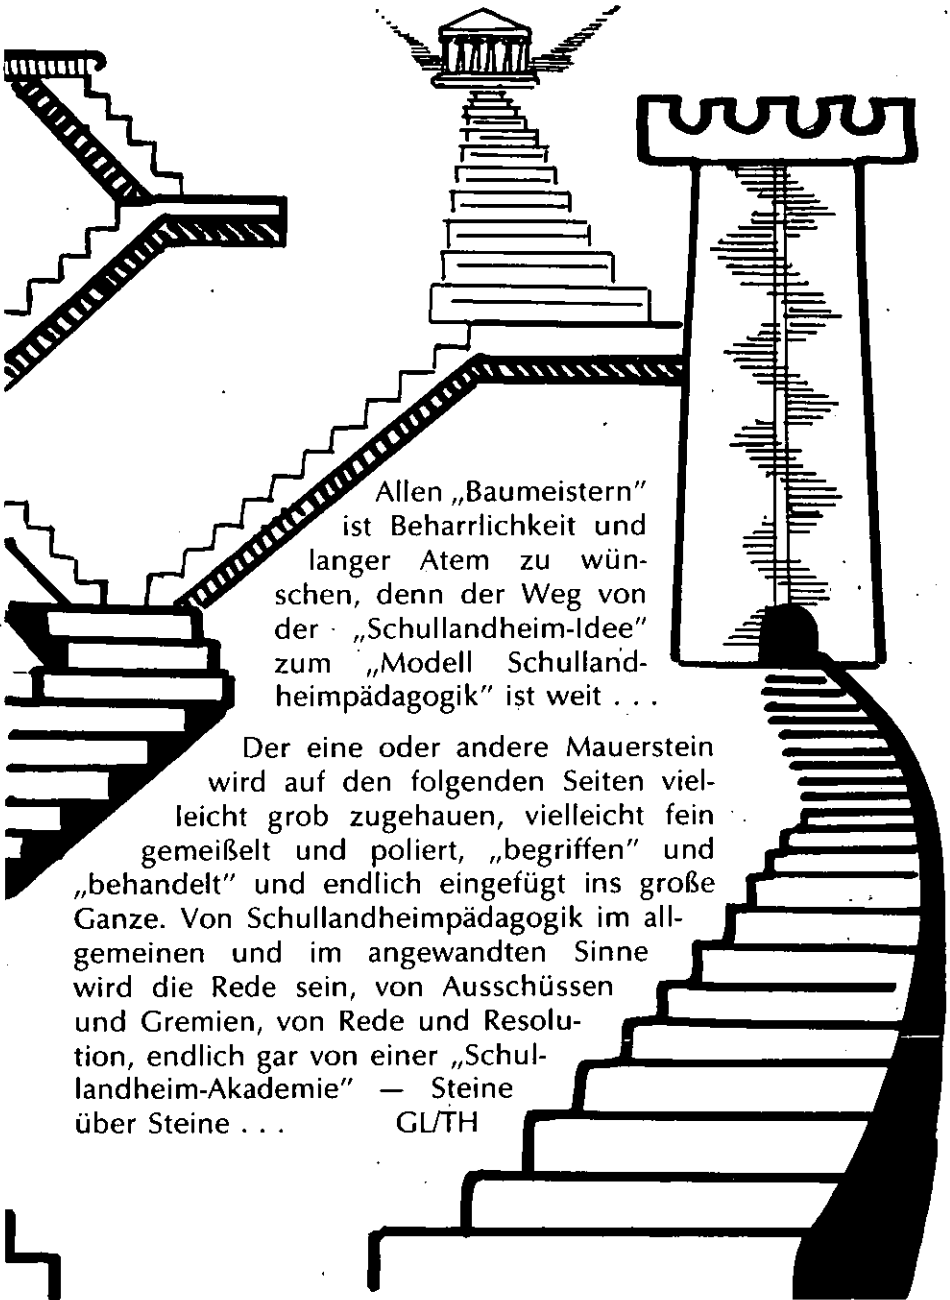 Allen „Baumeistern”
ist Beharrlichkeit und
langer Atem zu wün-
schen, denn der Weg von
der „Schullandheim-Idee”
zum „Modell Schulland-
heimpädagogik” ist weit . . .
Der eine oder andere Mauerstein
wird auf den folgenden Seiten viel-
leicht grob zugehauen, vielleicht fein
gemeißelt und poliert, „begriffen” und
„behandelt” und endlich eingefügt ins große
Ganze. Von Schullandheimpädagogik im all-
gemeinen und im angewandten Sinne
wird die Rede sein, von Ausschüssen
und Gremien, von Rede und Resolu-
tion, endlich gar von einer „Schul-
landheim-Akademie” — Steine
über Steine . . . GL/TH